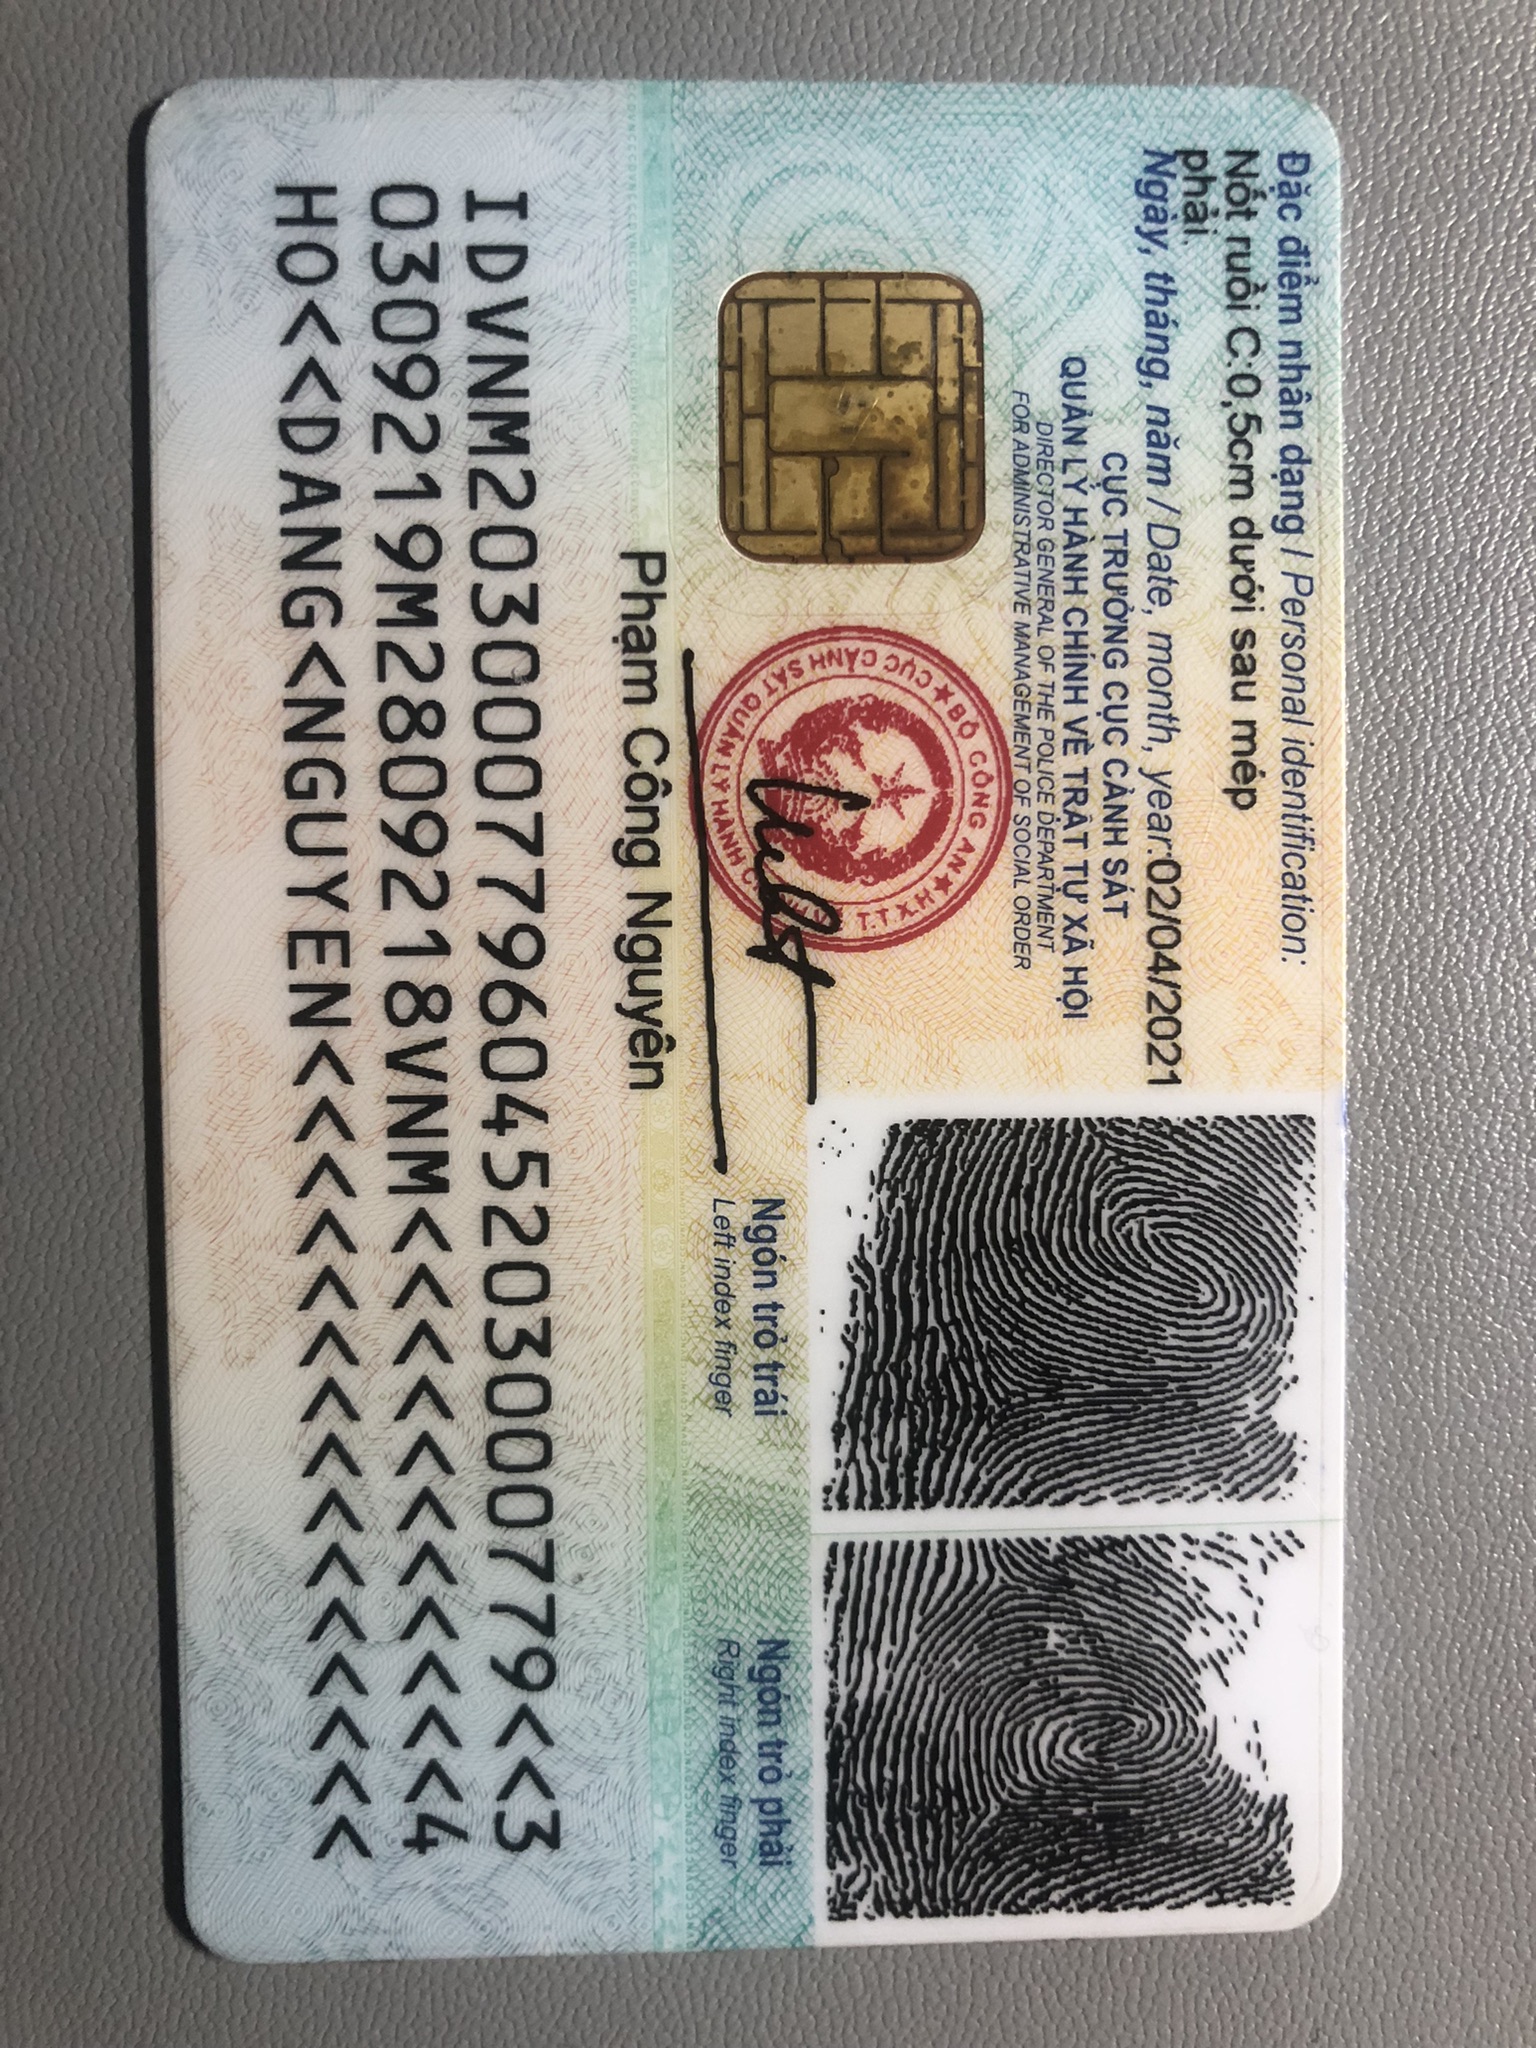 Đặc điểm nhân dạng / Personal identification:
Nốt ruồi C:0,5cm dưới sau mép
phải.
Ngày, tháng, năm / Date, month, year:02/04/2021
CỤC TRƯỞNG CỤC CẢNH SÁT
QUẢN LÝ HÀNH CHÍNH VỀ TRẬT TỰ XÃ HỘI
DIRECTOR GENERAL OF THE POLICE DEPARTMENT
FOR ADMINISTRATIVE MANAGEMENT OF SOCIAL ORDER
BỘ CÔNG AN
CỤC CẢNH SÁT QUẢN LÝ HÀNH
Ngón trỏ trái
Left index finger
Ngón trỏ phải
Right index finger
Phạm Công Nguyên
IDVNM2030007796045203000779<<3
0309219M2809218VNM<<<<<<<<<<<4
HO<<DANG<NGUYEN<<<<<<<<<<<<<<<